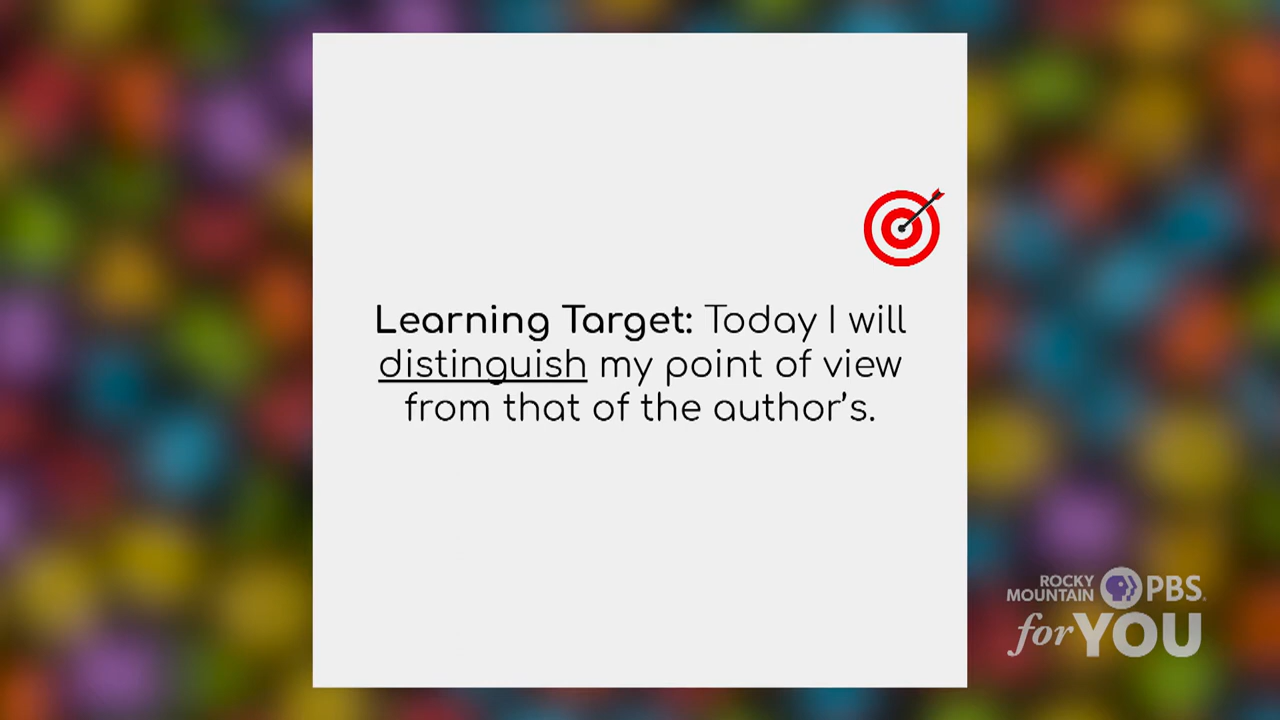 Learning Target: Today I will
distinguish my point of view
from that of the author's.
ROCKY
MOUNTAIN PBS.
for YOU